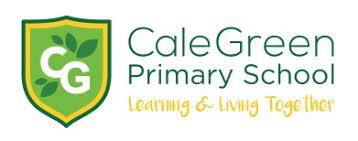 CG
CaleGreen
Primary School
Learning & Living Together